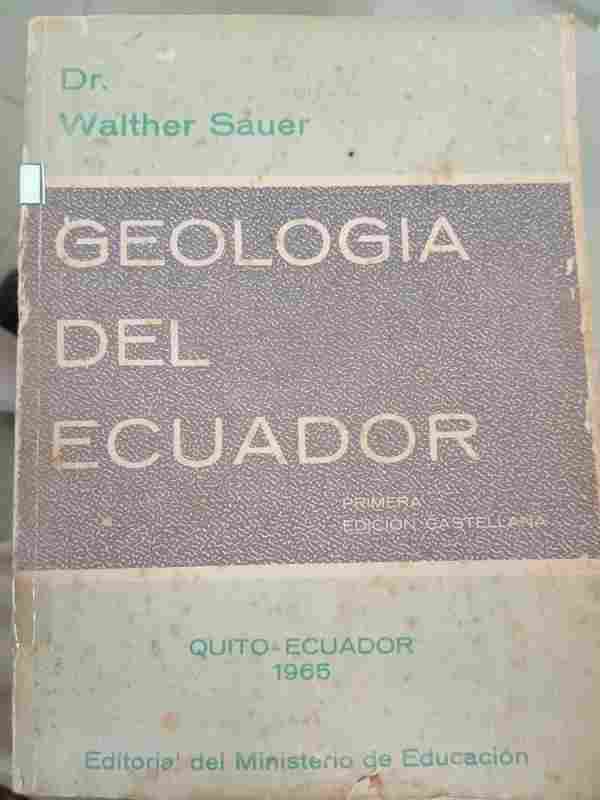 Dr.
Walther Sauer
GEOLOGIA
DEL
ECUADOR
PRIMERA
EDICION CASTELLANA
QUITO-ECUADOR
1965
Editorial del Ministerio de Educación